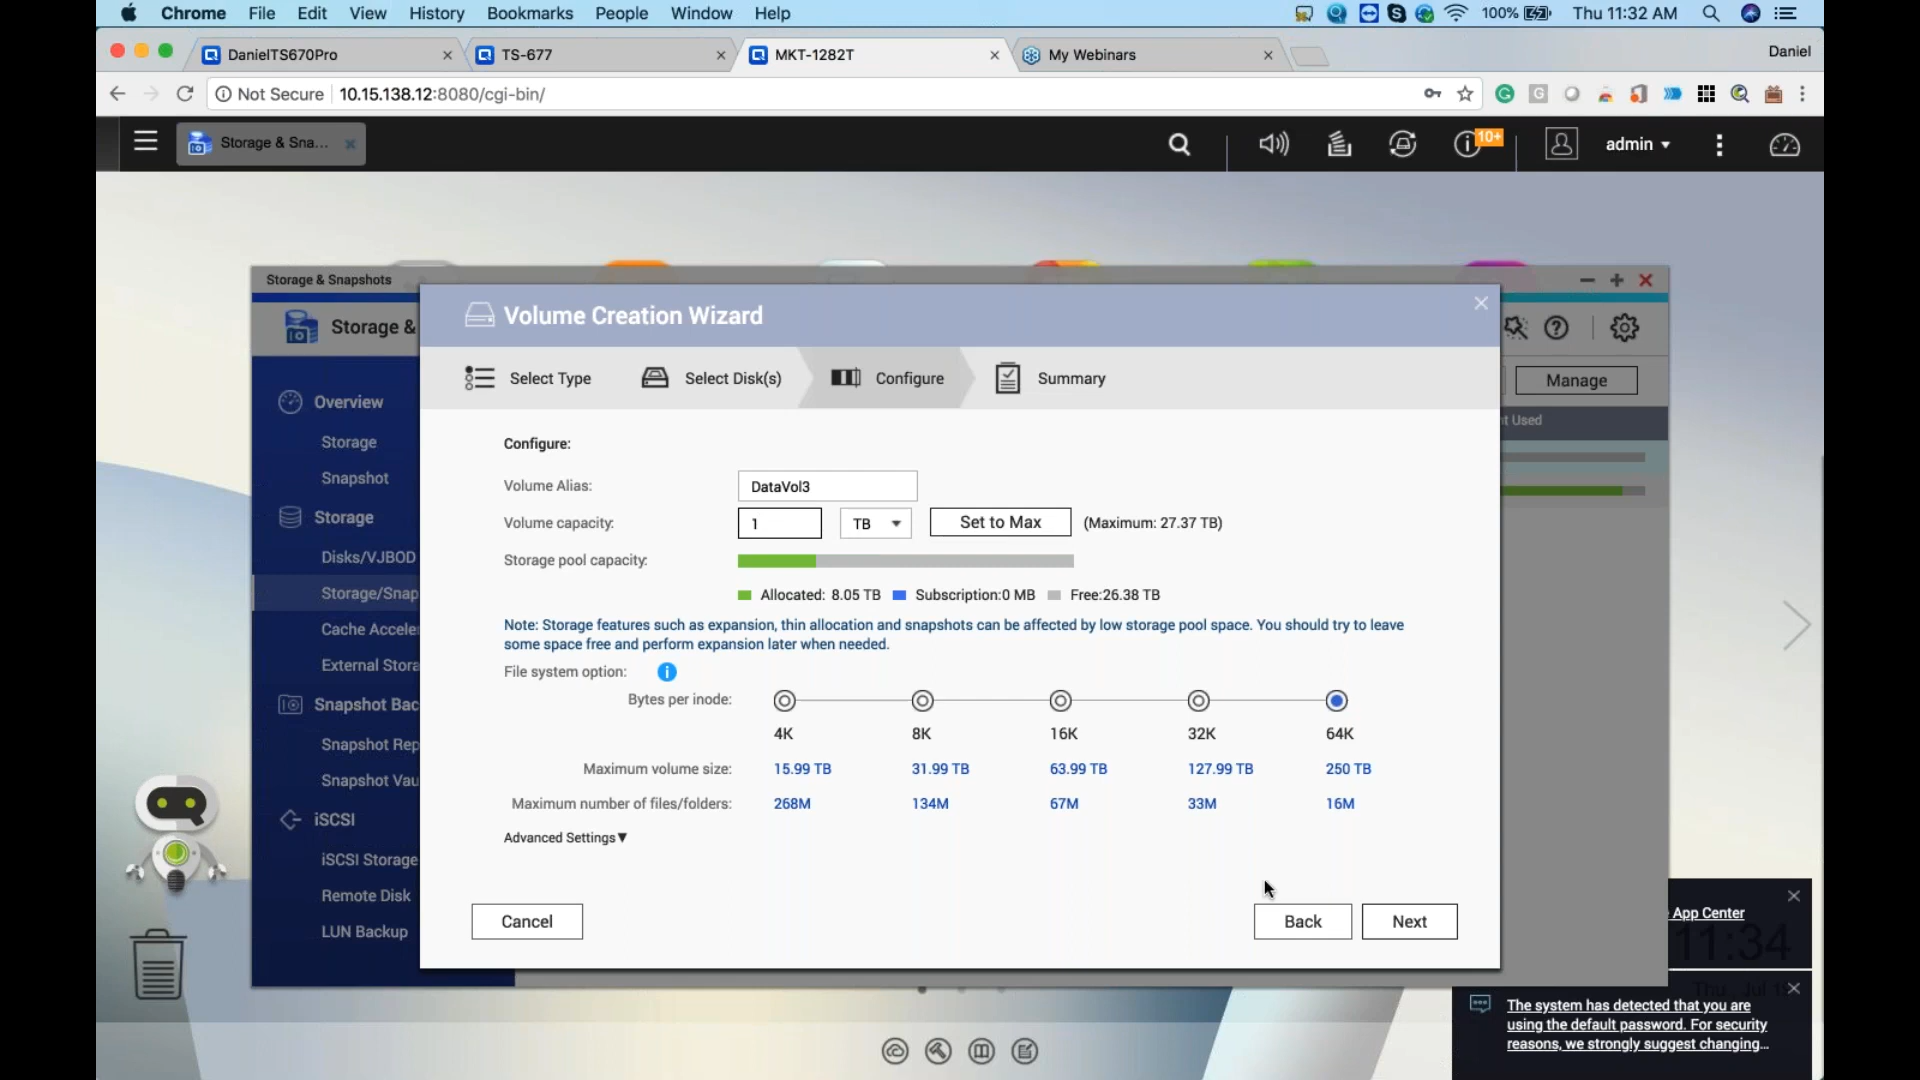 Chrome File Edit View History Bookmarks People Window Help 100% Thu 11:32 AM
DanielTS670Pro TS-677 MKT-1282T My Webinars Daniel
Not Secure 10.15.138.12:8080/cgi-bin/
Storage & Sna... 10+ admin
Storage & Snapshots
Storage &
Volume Creation Wizard
Select Type Select Disk(s) Configure Summary
Manage
Used
Overview
Storage
Snapshot
Storage
Disks/VJBOD
Storage/Snap
Cache Acceler
External Stora
Snapshot Bac
Snapshot Rep
Snapshot Vau
iSCSI
iSCSI Storage
Remote Disk
LUN Backup
Configure:
Volume Alias: DataVol3
Volume capacity: 1 TB Set to Max (Maximum: 27.37 TB)
Storage pool capacity:
Allocated: 8.05 TB Subscription:0 MB Free:26.38 TB
Note: Storage features such as expansion, thin allocation and snapshots can be affected by low storage pool space. You should try to leave
some space free and perform expansion later when needed.
File system option:
Bytes per inode:
4K 8K 16K 32K 64K
Maximum volume size: 15.99 TB 31.99 TB 63.99 TB 127.99 TB 250 TB
Maximum number of files/folders: 268M 134M 67M 33M 16M
Advanced Settings▼
Cancel Back Next
App Center
11:34
The system has detected that you are
using the default password. For security
reasons, we strongly suggest changing...